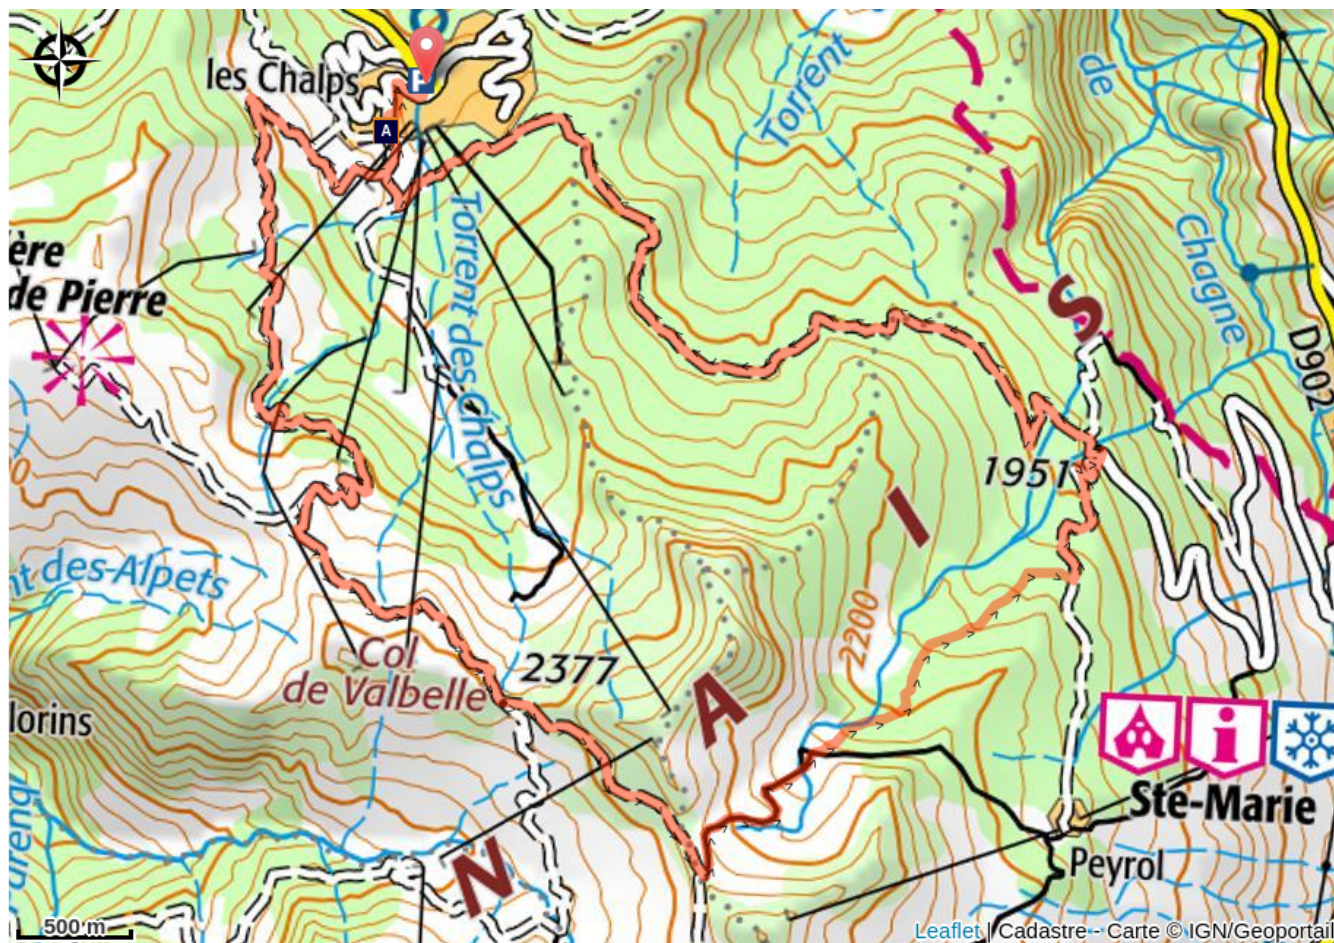 les Chalps
P
A
Torrent
de
Chagne
ère
de Pierre
Torrent des Chalps
S
D902
1951
I
nt des Alpets
2200
Col
de Valbelle
2377
A
lorins
Ste-Marie
Peyrol
N
500 m
Leaflet | Cadastre - Carte © IGN/Geoportail